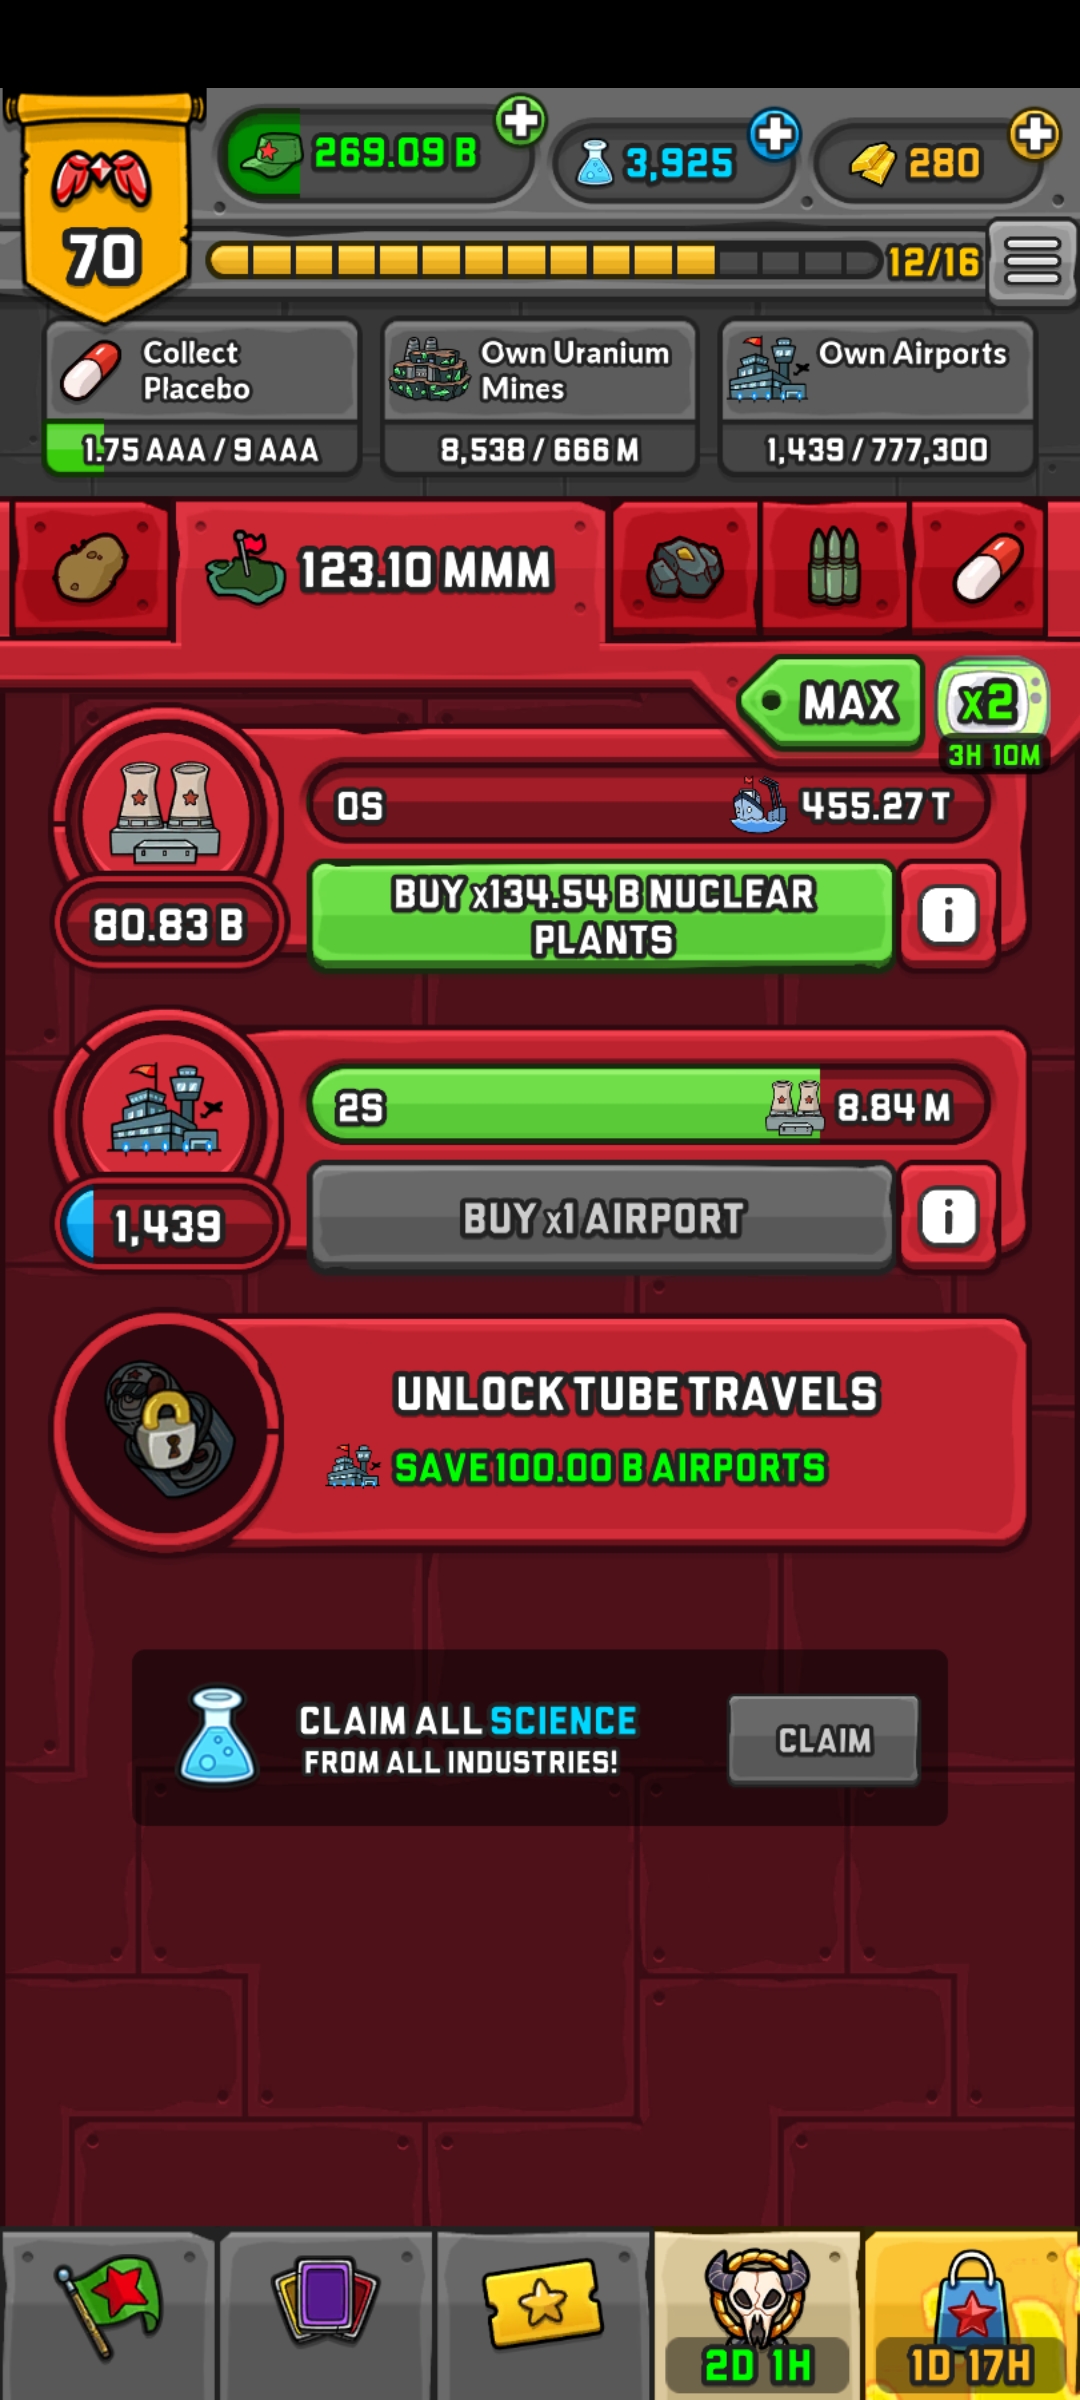 269.09 B
3,925
280
70
12/16
Collect
Placebo
1.75 AAA / 9 AAA
Own Uranium
Mines
8,538 / 666 M
Own Airports
1,439 / 777,300
123.10 MMM
MAX
x2
3H 10M
0S
455.27 T
80.83 B
BUY x134.54 B NUCLEAR
PLANTS
i
2S
8.84 M
1,439
BUY x1 AIRPORT
i
UNLOCK TUBE TRAVELS
SAVE 100.00 B AIRPORTS
CLAIM ALL SCIENCE
FROM ALL INDUSTRIES!
CLAIM
2D 1H
1D 17H